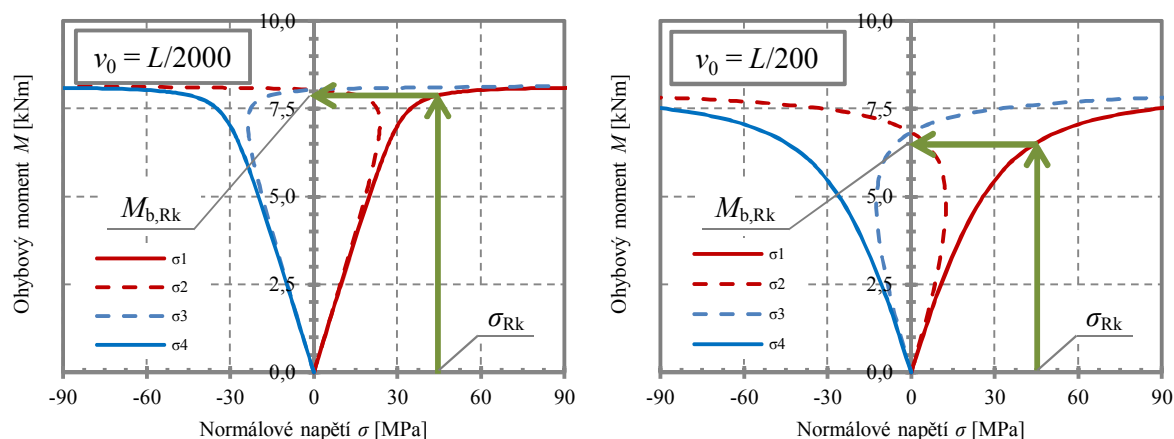 v0 = L/2000
Ohybový moment M [kNm]
10,0
7,5
5,0
2,5
0,0
Mb,Rk
σ1
σ2
σ3
σ4
σRk
-90 -60 -30 0 30 60 90
Normálové napětí σ [MPa]
v0 = L/200
Ohybový moment M [kNm]
10,0
7,5
5,0
2,5
0,0
Mb,Rk
σ1
σ2
σ3
σ4
σRk
-90 -60 -30 0 30 60 90
Normálové napětí σ [MPa]